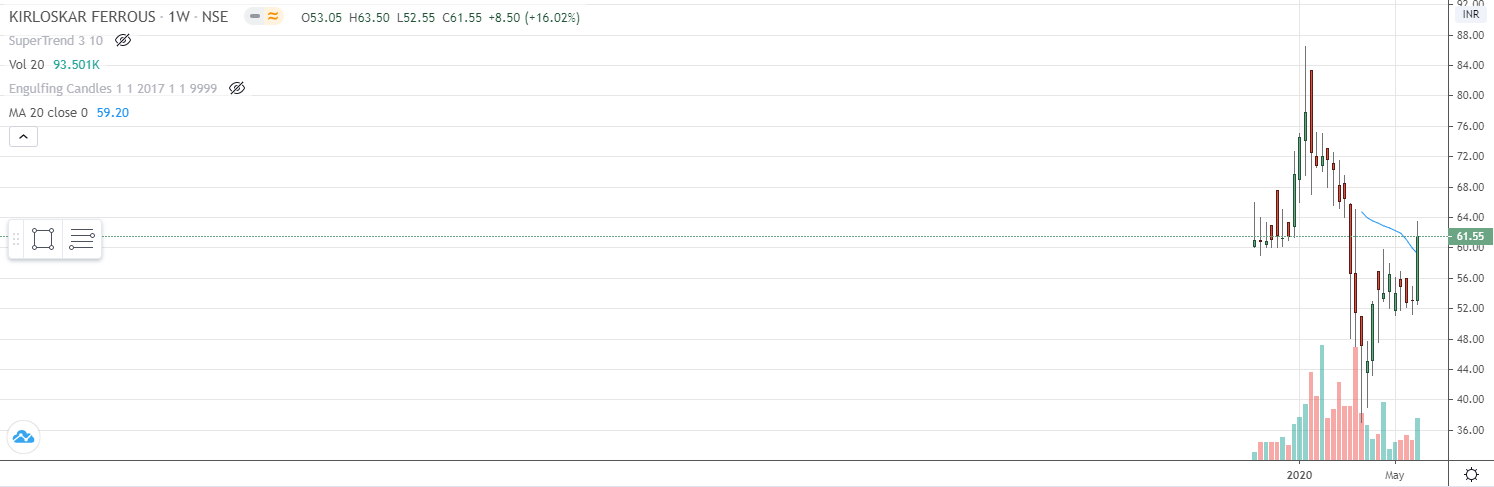 KIRLOSKAR FERROUS · 1W · NSE O53.05 H63.50 L52.55 C61.55 +8.50 (+16.02%)
SuperTrend 3 10
Vol 20 93.501K
Engulfing Candles 1 1 2017 1 1 9999
MA 20 close 0 59.20
92.00
INR
88.00
84.00
80.00
76.00
72.00
68.00
64.00
61.55
60.00
56.00
52.00
48.00
44.00
40.00
36.00
2020 May